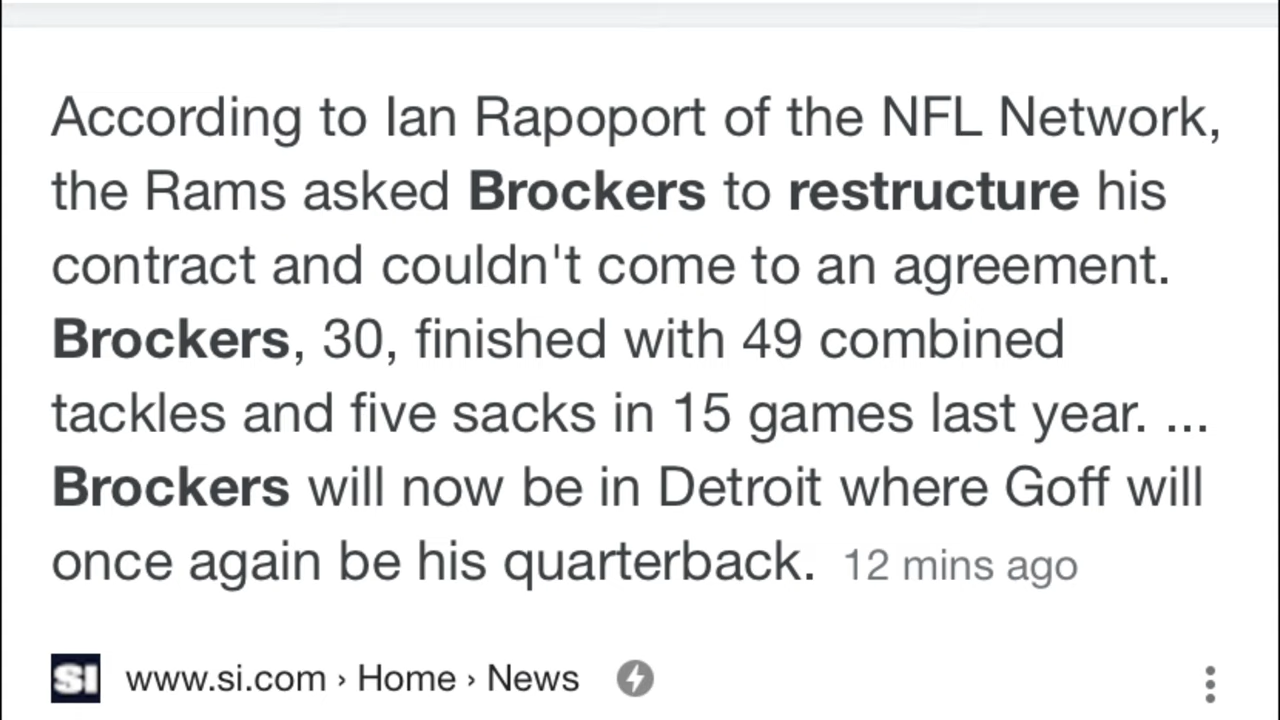 According to Ian Rapoport of the NFL Network,
the Rams asked Brockers to restructure his
contract and couldn't come to an agreement.
Brockers, 30, finished with 49 combined
tackles and five sacks in 15 games last year. ...
Brockers will now be in Detroit where Goff will
once again be his quarterback. 12 mins ago
SI www.si.com › Home › News